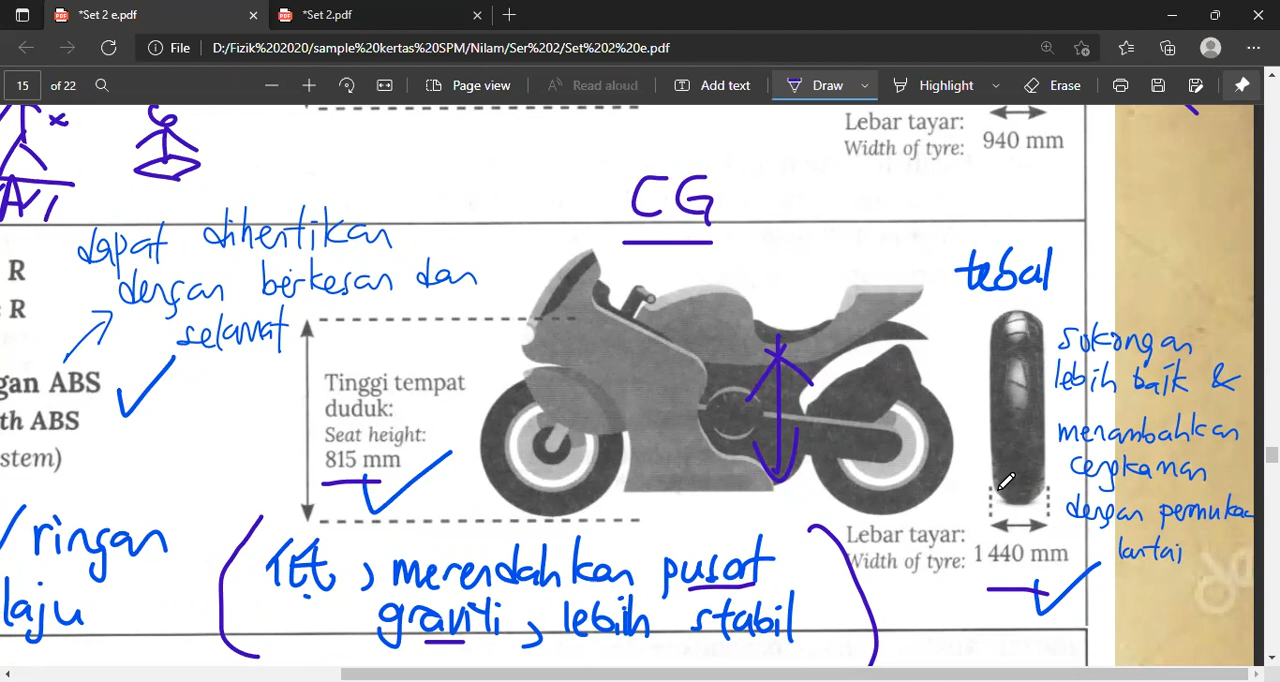 *Set 2 e.pdf
*Set 2.pdf
File
D:/Fizik%202020/sample%20kertas%20SPM/Nilam/Ser%202/Set%202%20e.pdf
15 of 22
Page view
Read aloud
Add text
Draw
Highlight
Erase
Lebar tayar:
Width of tyre:
940 mm
CG
dapat dihentikan
dengan berkesan dan
selamat
R
R
gan ABS
th ABS
stem)
Tinggi tempat
duduk:
Seat height:
815 mm
tebal
sokongan
lebih baik &
menambahkan
cengkaman
dengan permukaan
lantai
Lebar tayar:
Width of tyre:
1 440 mm
/ ringan
laju
merendahkan pusat
graviti, lebih stabil